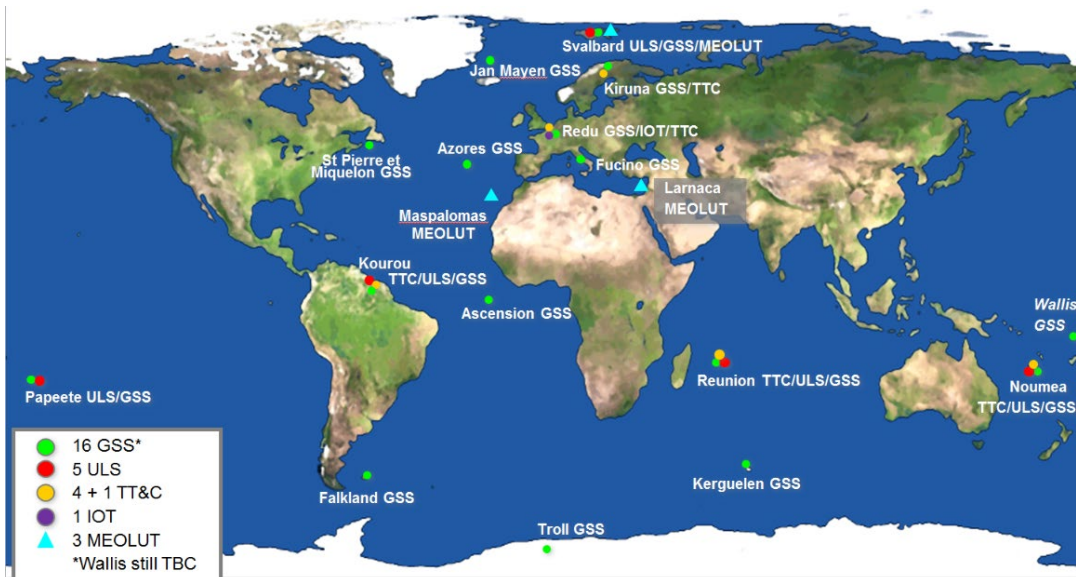 Svalbard ULS/GSS/MEOLUT
Jan Mayen GSS
Kiruna GSS/TTC
Redu GSS/IOT/TTC
St Pierre et
Miquelon GSS
Azores GSS
Fucino GSS
Larnaca
MEOLUT
Maspalomas
MEOLUT
Kourou
TTC/ULS/GSS
Ascension GSS
Wallis
GSS
Reunion TTC/ULS/GSS
Noumea
TTC/ULS/GSS
Papeete ULS/GSS
Falkland GSS
Kerguelen GSS
Troll GSS
16 GSS*
5 ULS
4 + 1 TT&C
1 IOT
3 MEOLUT
*Wallis still TBC